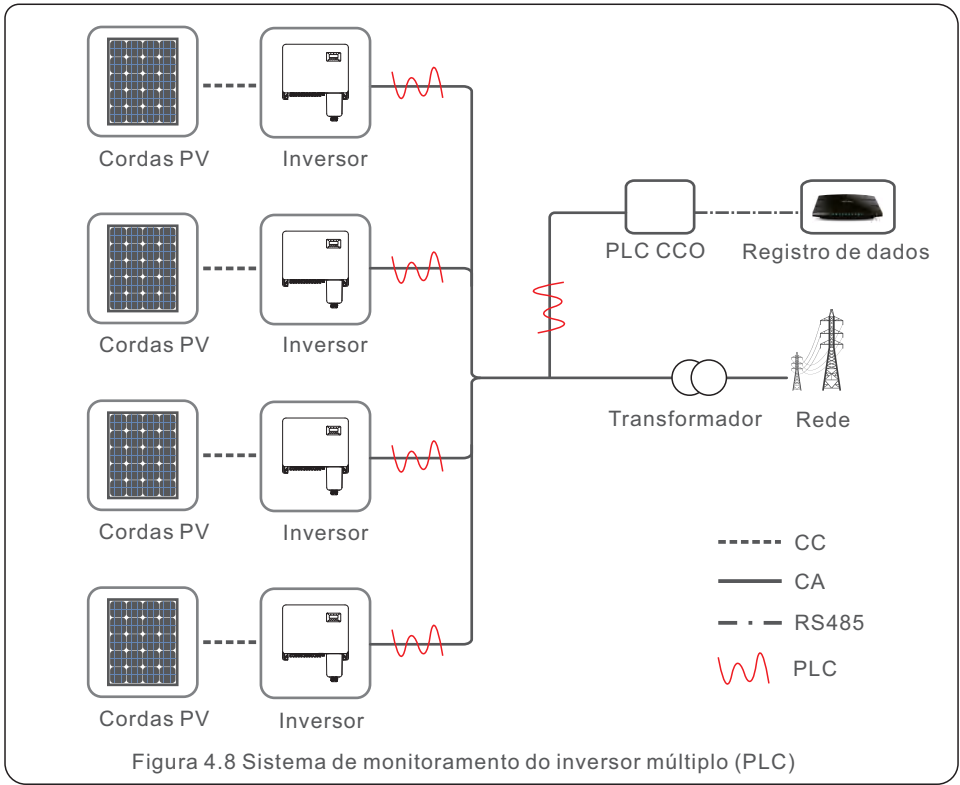 Cordas PV
Inversor
PLC CCO
Registro de dados
Cordas PV
Inversor
Transformador
Rede
Cordas PV
Inversor
CC
CA
RS485
PLC
Cordas PV
Inversor
Figura 4.8 Sistema de monitoramento do inversor múltiplo (PLC)